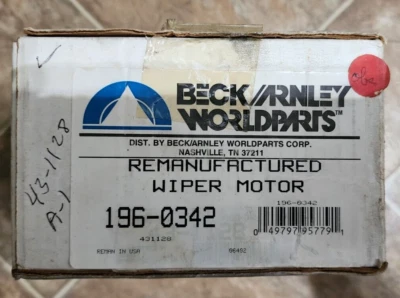 BECK/ARNLEY
WORLDPARTS™
DIST. BY BECK/ARNLEY WORLDPARTS CORP.
NASHVILLE, TN 37211
REMANUFACTURED
WIPER MOTOR
196-0342
431128
REMAN IN USA
06452
196-0342
0 49797 95779 1
43-1128
A-1